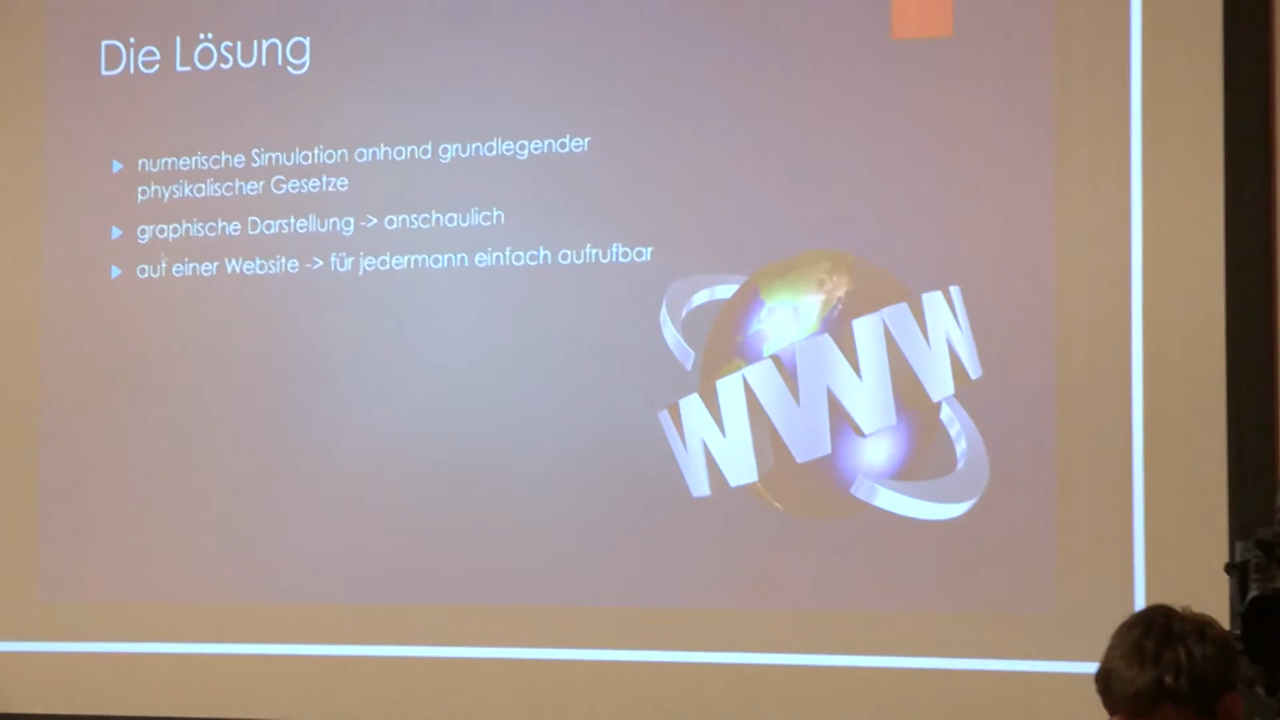 Die Lösung
numerische Simulation anhand grundlegender
physikalischer Gesetze
graphische Darstellung -> anschaulich
auf einer Website -> für jedermann einfach aufrufbar
WWW